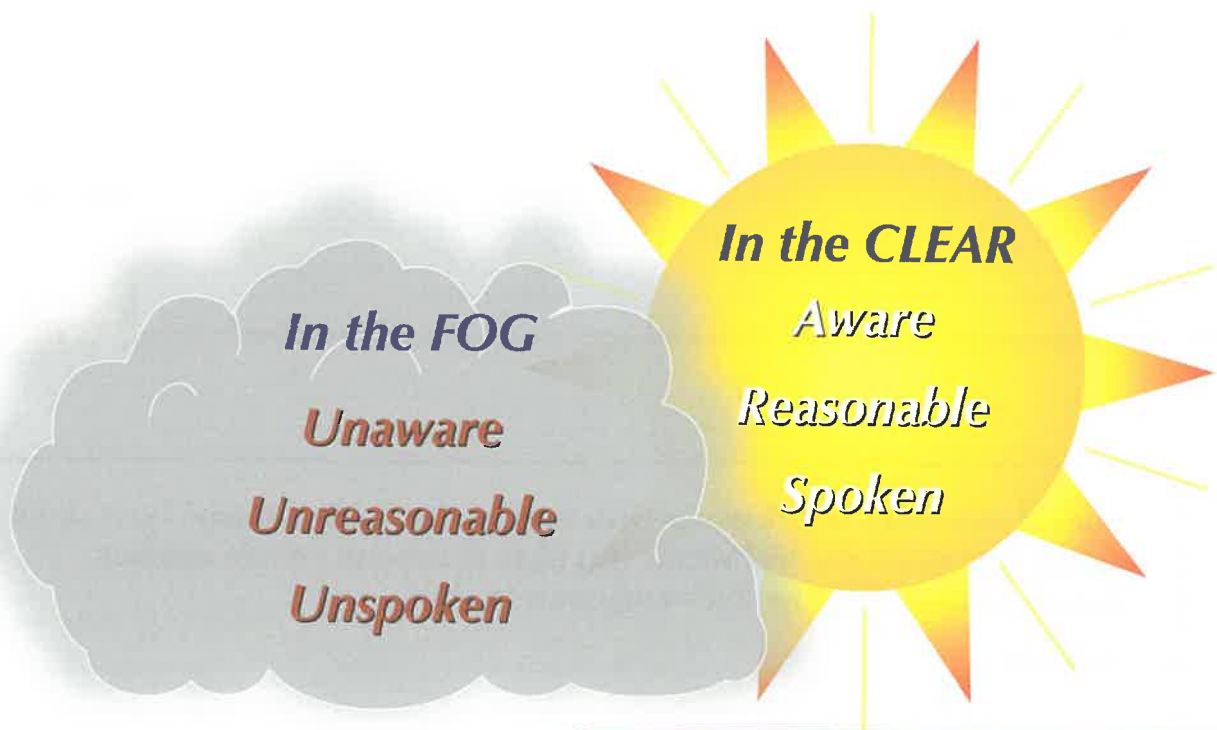 In the FOG
Unaware
Unreasonable
Unspoken
In the CLEAR
Aware
Reasonable
Spoken